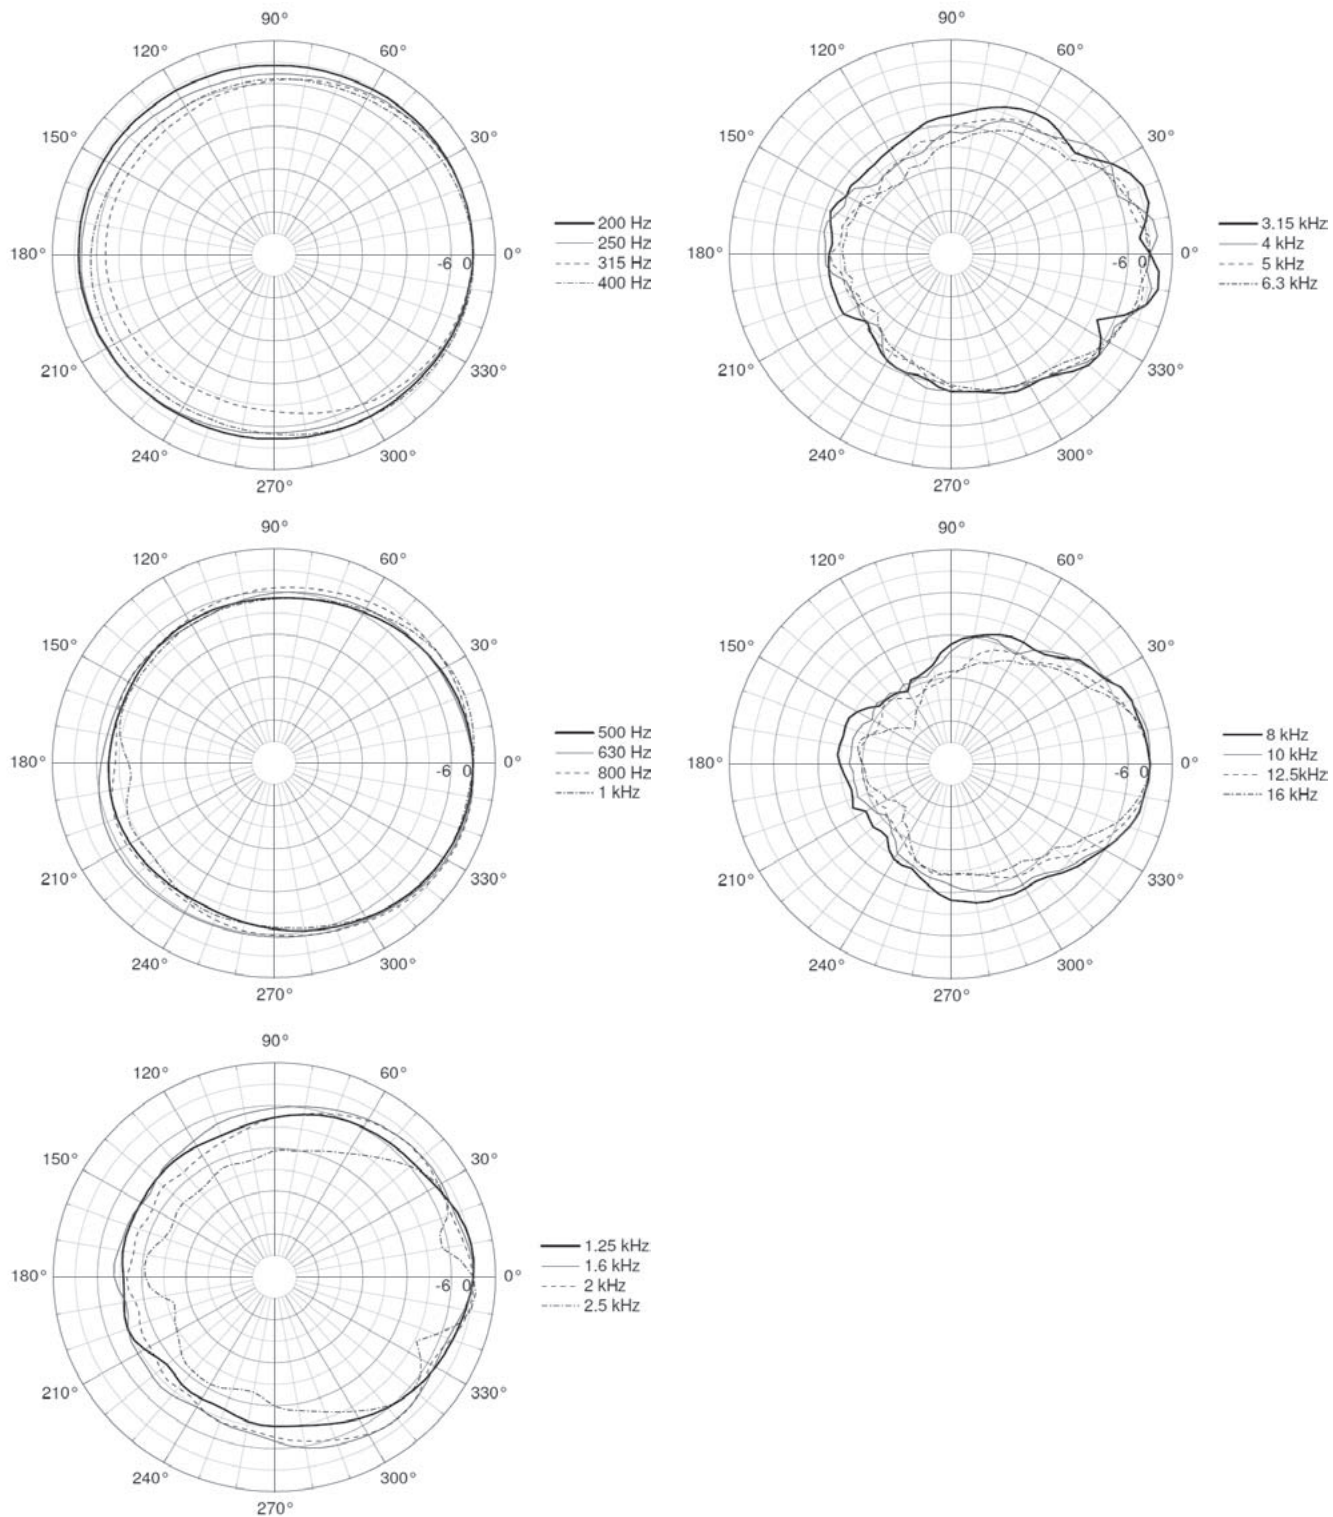 90°
120° 60°
150° 30°
180° -6 0 0°
210° 330°
240° 300°
270°
200 Hz
250 Hz
315 Hz
400 Hz
90°
120° 60°
150° 30°
180° -6 0 0°
210° 330°
240° 300°
270°
3.15 kHz
4 kHz
5 kHz
6.3 kHz
90°
120° 60°
150° 30°
180° -6 0 0°
210° 330°
240° 300°
270°
500 Hz
630 Hz
800 Hz
1 kHz
90°
120° 60°
150° 30°
180° -6 0 0°
210° 330°
240° 300°
270°
8 kHz
10 kHz
12.5kHz
16 kHz
90°
120° 60°
150° 30°
180° -6 0 0°
210° 330°
240° 300°
270°
1.25 kHz
1.6 kHz
2 kHz
2.5 kHz